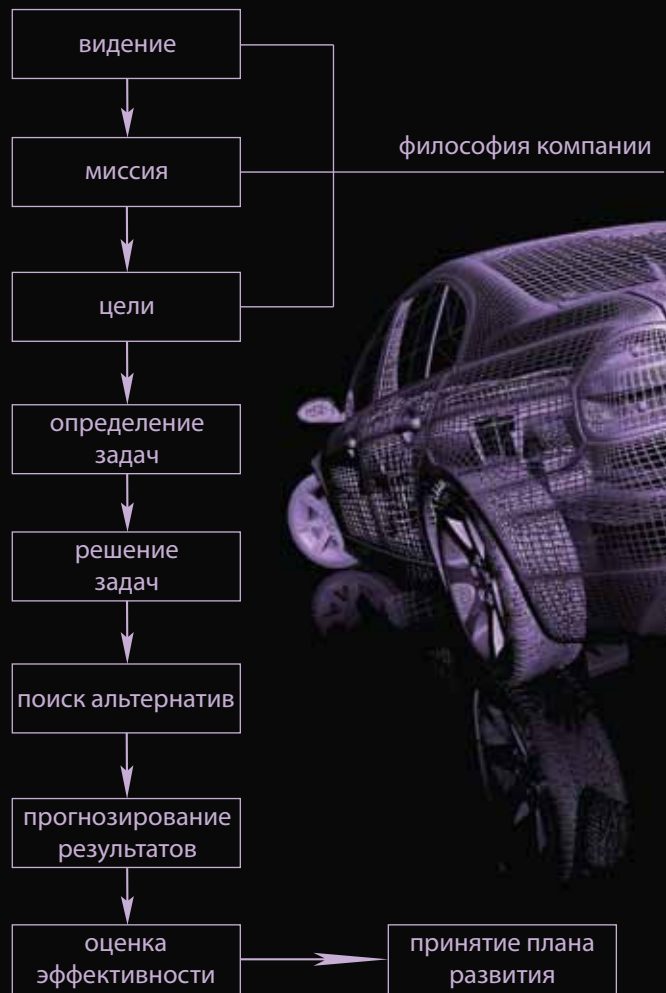 видение
миссия
философия компании
цели
определение
задач
решение
задач
поиск альтернатив
прогнозирование
результатов
оценка
эффективности
принятие плана
развития